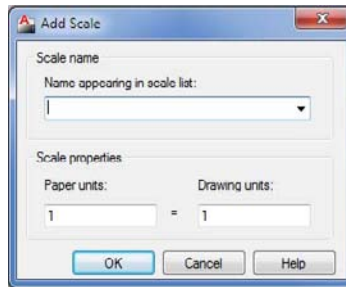 Add Scale
Scale name
Name appearing in scale list:
Scale properties
Paper units: Drawing units:
1 = 1
OK Cancel Help